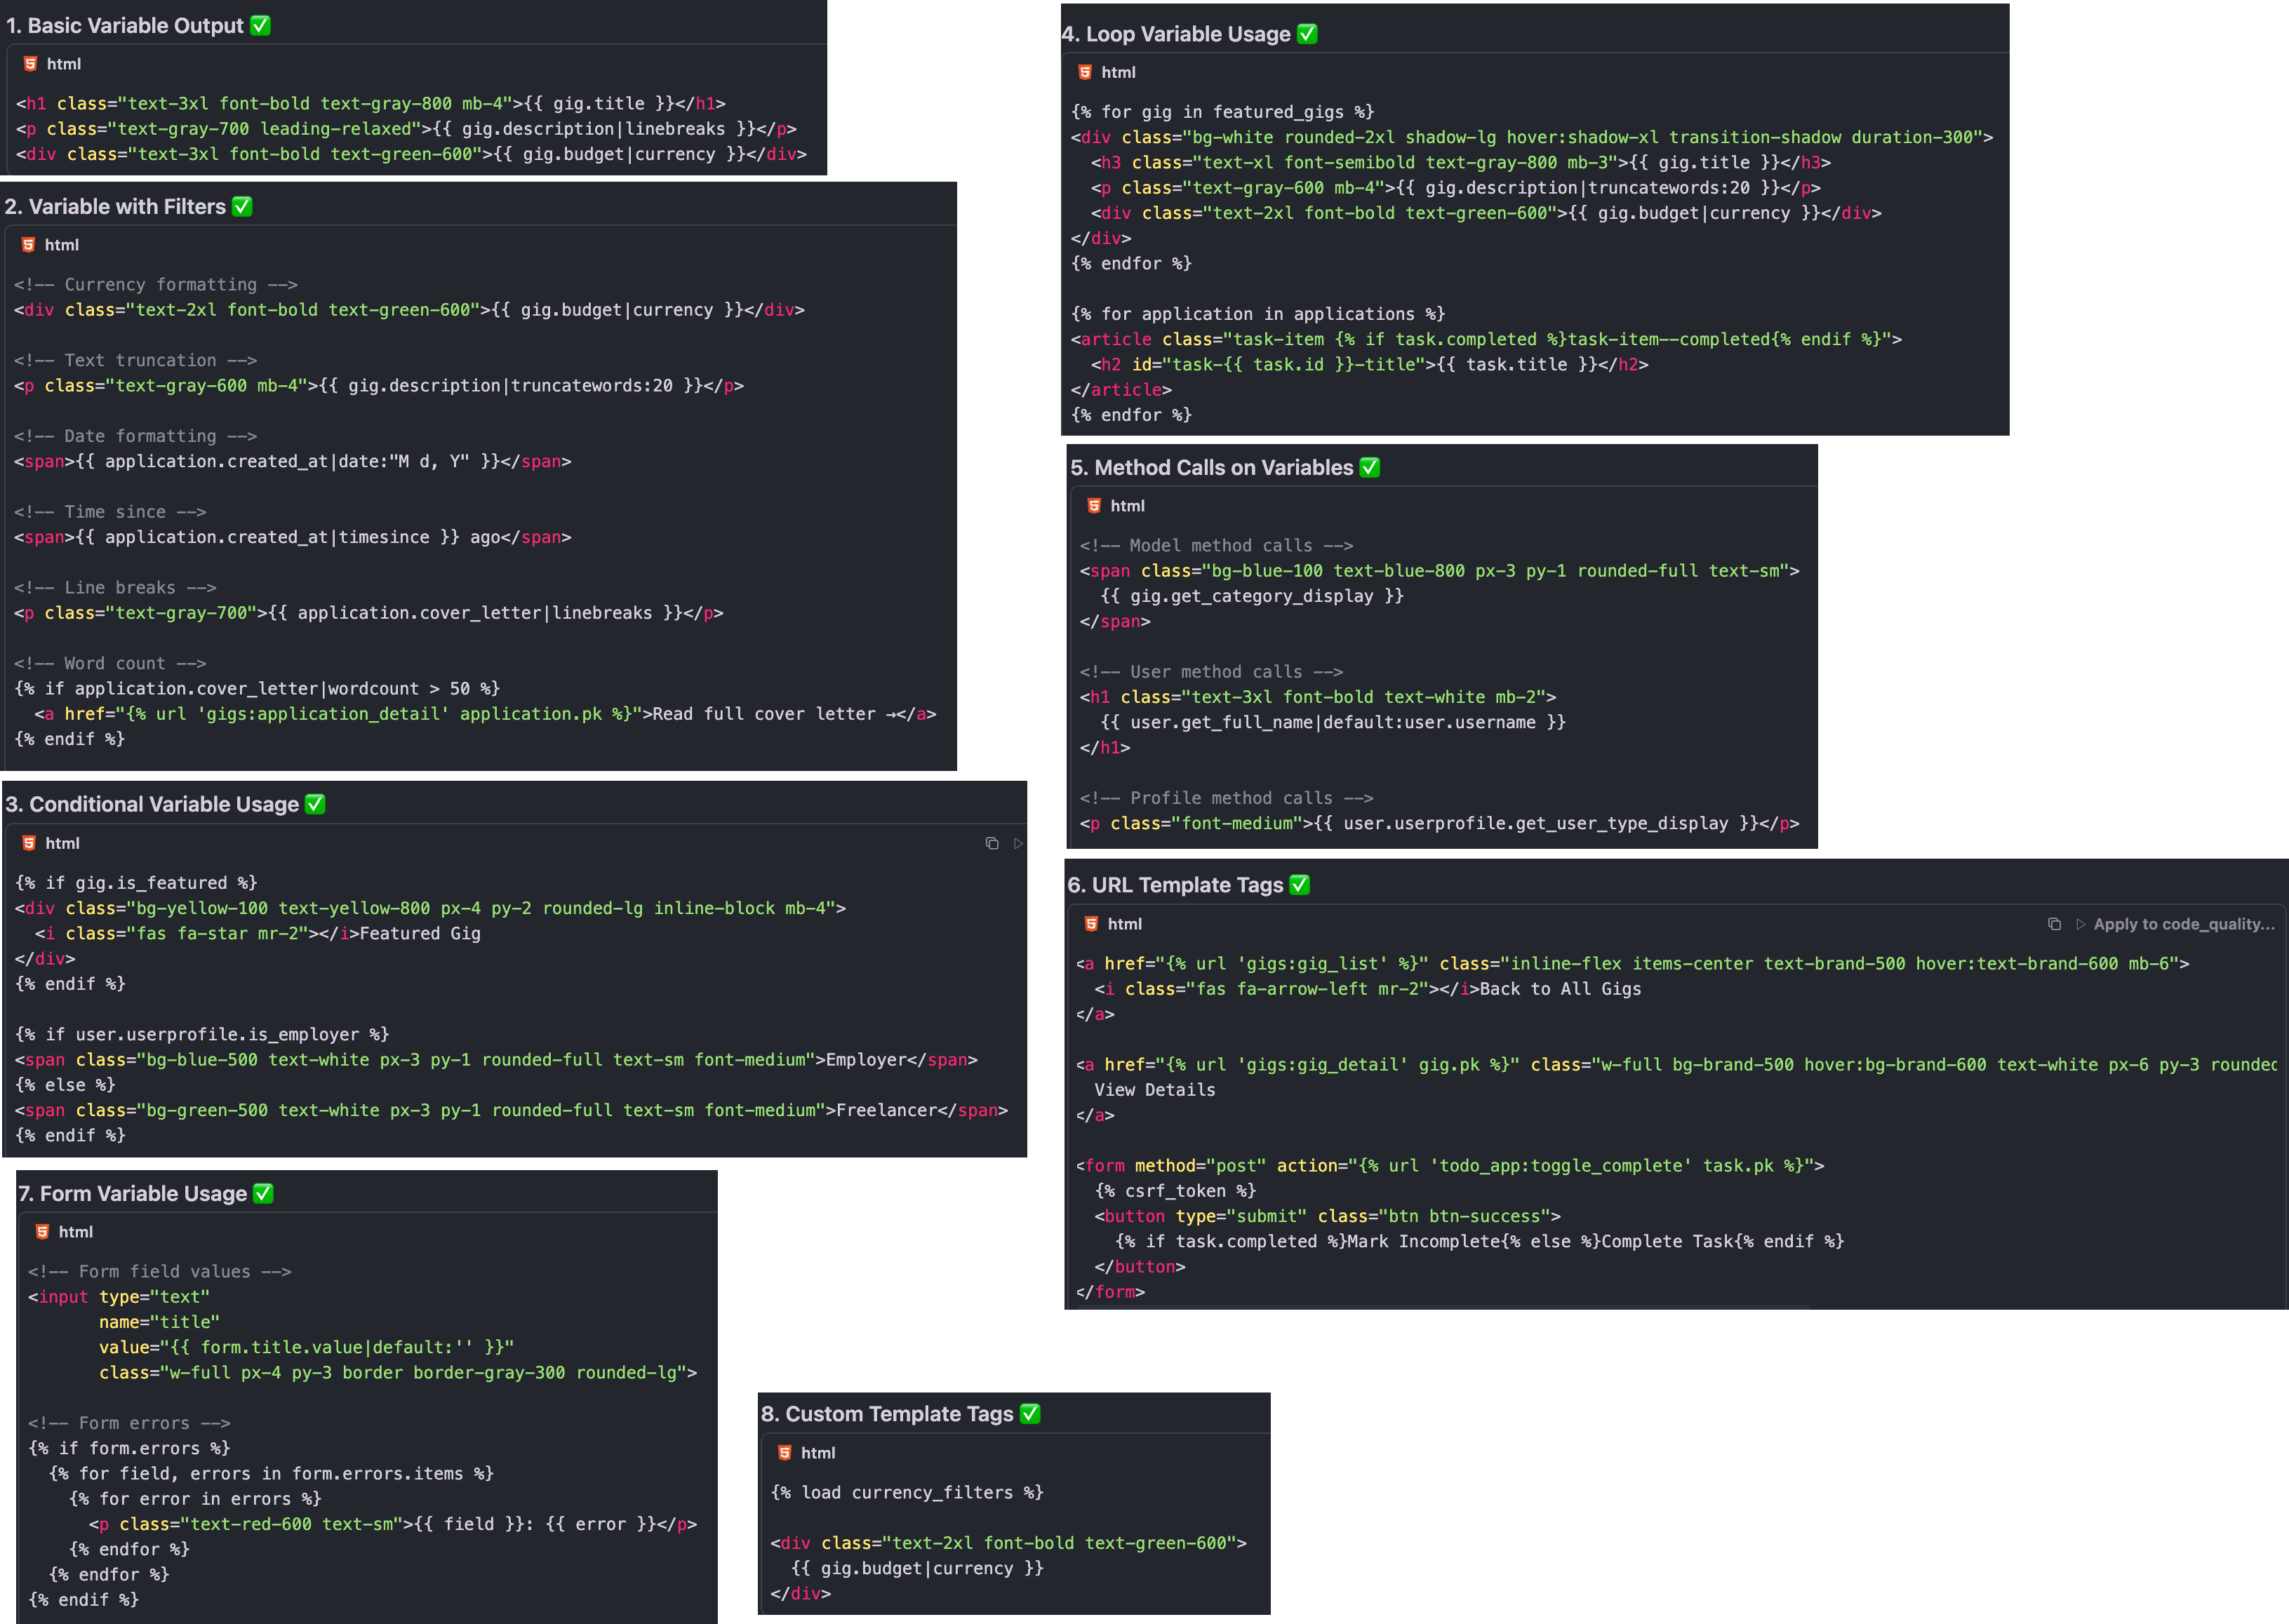 1. Basic Variable Output ✅
html
<h1 class="text-3xl font-bold text-gray-800 mb-4">{{ gig.title }}</h1>
<p class="text-gray-700 leading-relaxed">{{ gig.description|linebreaks }}</p>
<div class="text-3xl font-bold text-green-600">{{ gig.budget|currency }}</div>
2. Variable with Filters ✅
html
<!-- Currency formatting -->
<div class="text-2xl font-bold text-green-600">{{ gig.budget|currency }}</div>
<!-- Text truncation -->
<p class="text-gray-600 mb-4">{{ gig.description|truncatewords:20 }}</p>
<!-- Date formatting -->
<span>{{ application.created_at|date:"M d, Y" }}</span>
<!-- Time since -->
<span>{{ application.created_at|timesince }} ago</span>
<!-- Line breaks -->
<p class="text-gray-700">{{ application.cover_letter|linebreaks }}</p>
<!-- Word count -->
{% if application.cover_letter|wordcount > 50 %}
<a href="{% url 'gigs:application_detail' application.pk %}">Read full cover letter →</a>
{% endif %}
3. Conditional Variable Usage ✅
html
{% if gig.is_featured %}
<div class="bg-yellow-100 text-yellow-800 px-4 py-2 rounded-lg inline-block mb-4">
<i class="fas fa-star mr-2"></i>Featured Gig
</div>
{% endif %}
{% if user.userprofile.is_employer %}
<span class="bg-blue-500 text-white px-3 py-1 rounded-full text-sm font-medium">Employer</span>
{% else %}
<span class="bg-green-500 text-white px-3 py-1 rounded-full text-sm font-medium">Freelancer</span>
{% endif %}
4. Loop Variable Usage ✅
html
{% for gig in featured_gigs %}
<div class="bg-white rounded-2xl shadow-lg hover:shadow-xl transition-shadow duration-300">
<h3 class="text-xl font-semibold text-gray-800 mb-3">{{ gig.title }}</h3>
<p class="text-gray-600 mb-4">{{ gig.description|truncatewords:20 }}</p>
<div class="text-2xl font-bold text-green-600">{{ gig.budget|currency }}</div>
</div>
{% endfor %}
{% for application in applications %}
<article class="task-item {% if task.completed %}task-item--completed{% endif %}">
<h2 id="task-{{ task.id }}-title">{{ task.title }}</h2>
</article>
{% endfor %}
5. Method Calls on Variables ✅
html
<!-- Model method calls -->
<span class="bg-blue-100 text-blue-800 px-3 py-1 rounded-full text-sm">
{{ gig.get_category_display }}
</span>
<!-- User method calls -->
<h1 class="text-3xl font-bold text-white mb-2">
{{ user.get_full_name|default:user.username }}
</h1>
<!-- Profile method calls -->
<p class="font-medium">{{ user.userprofile.get_user_type_display }}</p>
6. URL Template Tags ✅
html
Apply to code_quality...
<a href="{% url 'gigs:gig_list' %}" class="inline-flex items-center text-brand-500 hover:text-brand-600 mb-6">
<i class="fas fa-arrow-left mr-2"></i>Back to All Gigs
</a>
<a href="{% url 'gigs:gig_detail' gig.pk %}" class="w-full bg-brand-500 hover:bg-brand-600 text-white px-6 py-3 rounded
View Details
</a>
<form method="post" action="{% url 'todo_app:toggle_complete' task.pk %}">
{% csrf_token %}
<button type="submit" class="btn btn-success">
{% if task.completed %}Mark Incomplete{% else %}Complete Task{% endif %}
</button>
</form>
7. Form Variable Usage ✅
html
<!-- Form field values -->
<input type="text"
name="title"
value="{{ form.title.value|default:'' }}"
class="w-full px-4 py-3 border border-gray-300 rounded-lg">
<!-- Form errors -->
{% if form.errors %}
{% for field, errors in form.errors.items %}
{% for error in errors %}
<p class="text-red-600 text-sm">{{ field }}: {{ error }}</p>
{% endfor %}
{% endfor %}
{% endif %}
8. Custom Template Tags ✅
html
{% load currency_filters %}
<div class="text-2xl font-bold text-green-600">
{{ gig.budget|currency }}
</div>